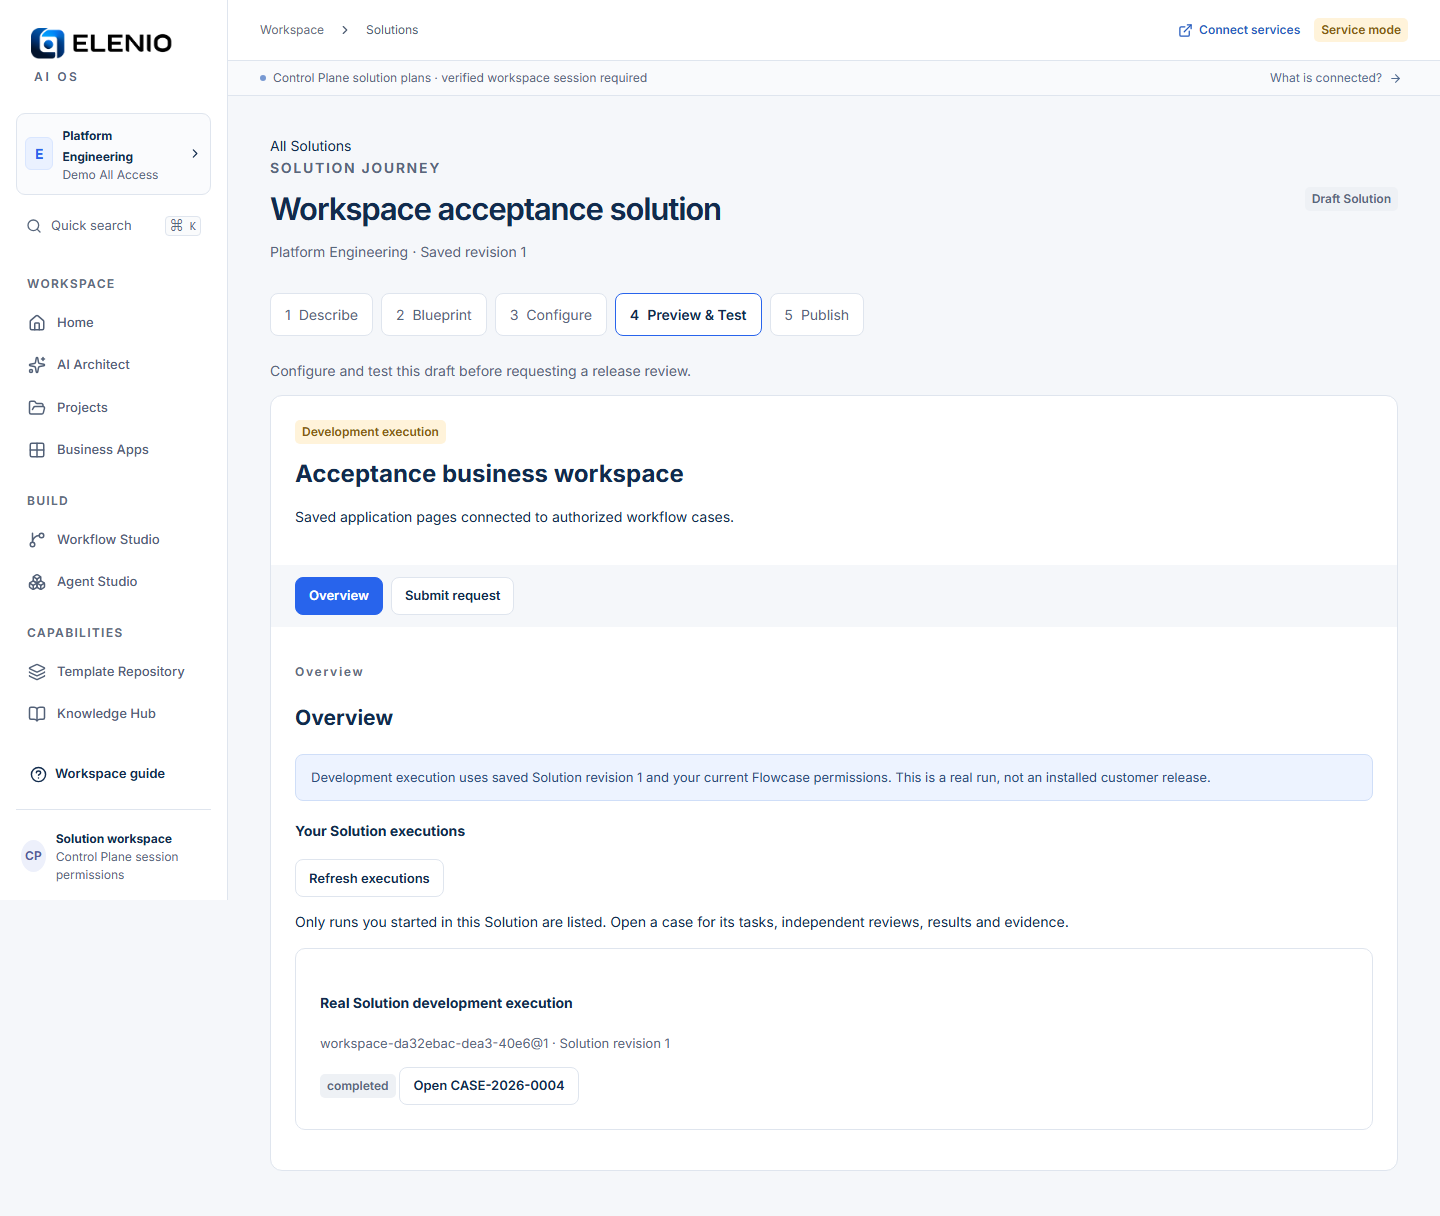 ELENIO
AI OS
E
Platform
Engineering
Demo All Access
Quick search
⌘ K
WORKSPACE
Home
AI Architect
Projects
Business Apps
BUILD
Workflow Studio
Agent Studio
CAPABILITIES
Template Repository
Knowledge Hub
Workspace guide
CP
Solution workspace
Control Plane session
permissions
Workspace
Solutions
Connect services
Service mode
Control Plane solution plans · verified workspace session required
What is connected?
All Solutions
SOLUTION JOURNEY
Workspace acceptance solution
Draft Solution
Platform Engineering · Saved revision 1
1 Describe
2 Blueprint
3 Configure
4 Preview & Test
5 Publish
Configure and test this draft before requesting a release review.
Development execution
Acceptance business workspace
Saved application pages connected to authorized workflow cases.
Overview
Submit request
Overview
Overview
Development execution uses saved Solution revision 1 and your current Flowcase permissions. This is a real run, not an installed customer release.
Your Solution executions
Refresh executions
Only runs you started in this Solution are listed. Open a case for its tasks, independent reviews, results and evidence.
Real Solution development execution
workspace-da32ebac-dea3-40e6@1 · Solution revision 1
completed
Open CASE-2026-0004